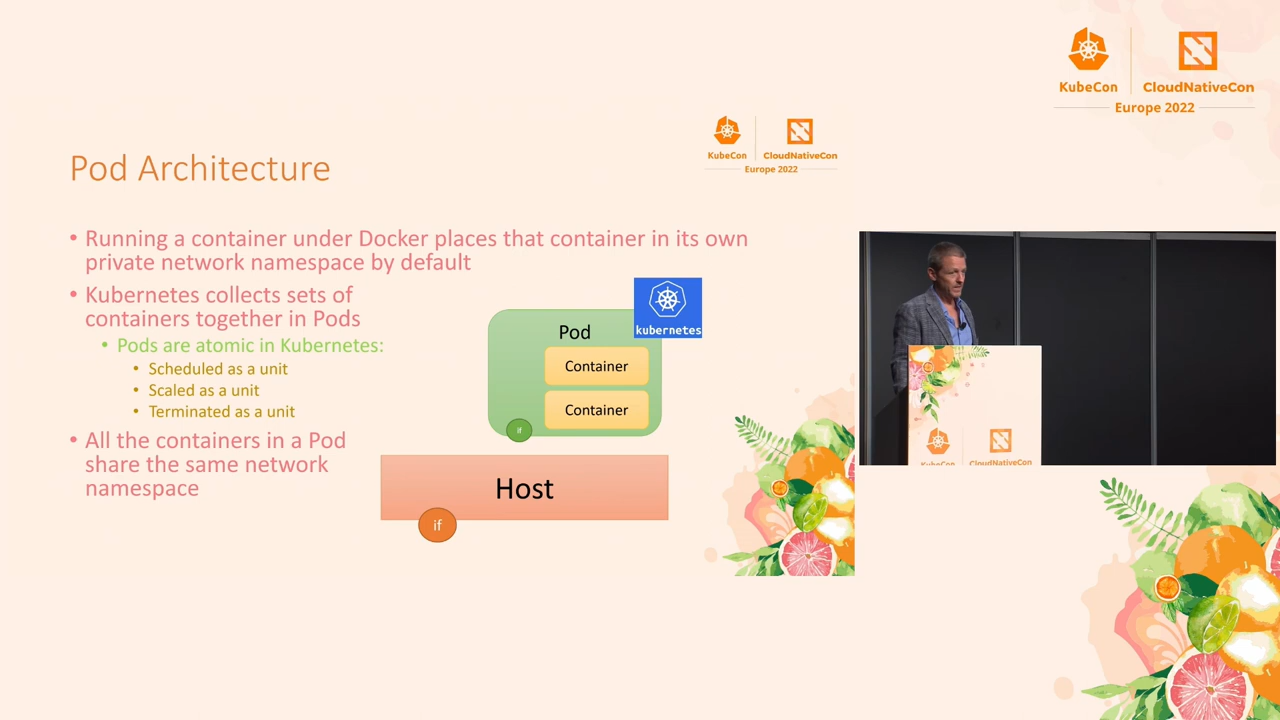 KubeCon
CloudNativeCon
Europe 2022
KubeCon
CloudNativeCon
Europe 2022
Pod Architecture
• Running a container under Docker places that container in its own
private network namespace by default
• Kubernetes collects sets of
containers together in Pods
• Pods are atomic in Kubernetes:
• Scheduled as a unit
• Scaled as a unit
• Terminated as a unit
• All the containers in a Pod
share the same network
namespace
kubernetes
Pod
Container
Container
if
Host
if
KubeCon
CloudNativeCon